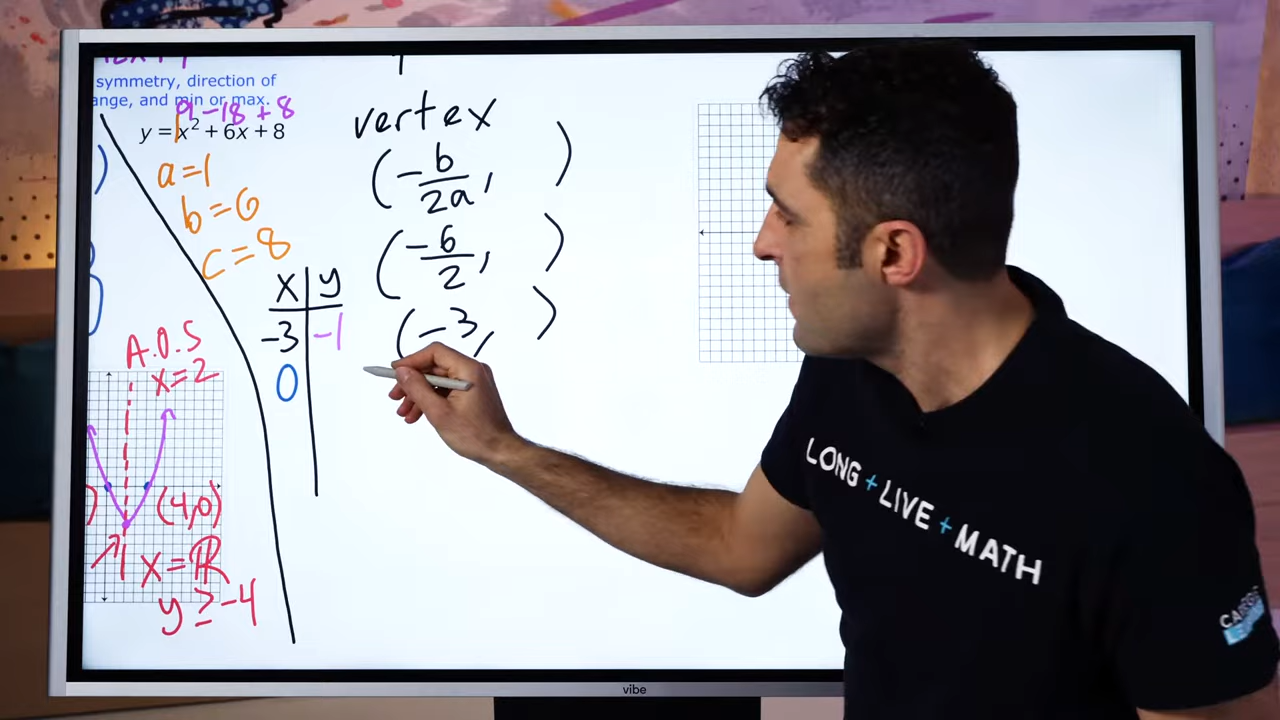 symmetry, direction of
ange, and min or max.
9 - 18 + 8
y = x² + 6x + 8
a = 1
b = 6
c = 8
vertex
(-b/2a, )
(-6/2, )
(-3, )
x | y
-3 | -1
0
A.O.S
x = 2
(4,0)
x = ℝ
y ≥ -4
LONG + LIVE + MATH
vibe